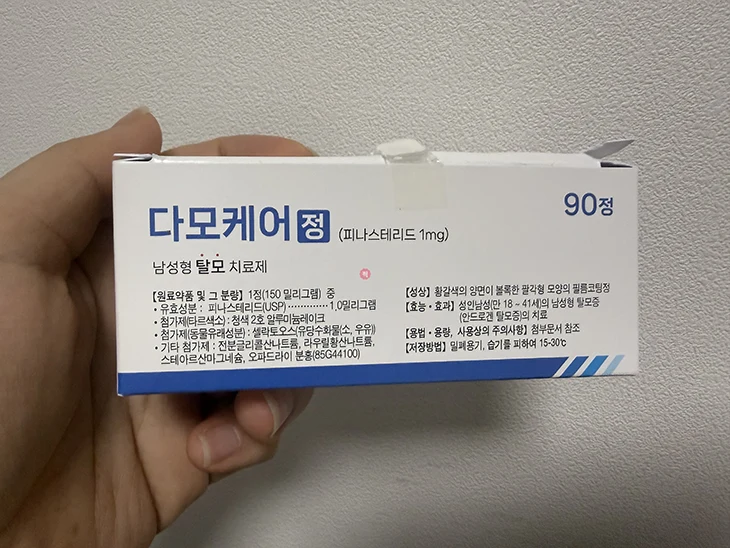 다모케어정 (피나스테리드 1mg)
90정
남성형 탈모 치료제
【원료약품 및 그 분량】 1정(150 밀리그램) 중
• 유효성분 : 피나스테리드(USP) ············· 1.0밀리그램
• 첨가제(타르색소) : 청색 2호 알루미늄레이크
• 첨가제(동물유래성분) : 셀락토오스(유당수화물(소, 우유))
• 기타 첨가제 : 전분글리콜산나트륨, 라우릴황산나트륨,
스테아르산마그네슘, 오파드라이 분홍(85G44100)
【성상】 황갈색의 양면이 볼록한 팔각형 모양의 필름코팅정
【효능·효과】 성인남성(만 18 ~ 41세)의 남성형 탈모증
(안드로겐 탈모증)의 치료
【용법·용량, 사용상의 주의사항】 첨부문서 참조
【저장방법】 밀폐용기, 습기를 피하여 15-30℃